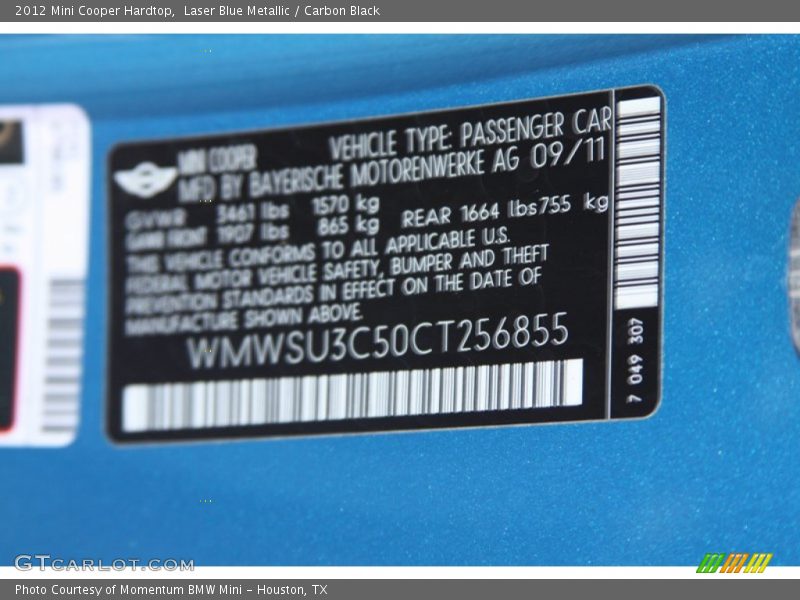 2012 Mini Cooper Hardtop,  Laser Blue Metallic / Carbon Black
MINI COOPER VEHICLE TYPE: PASSENGER CAR
MFD BY BAYERISCHE MOTORENWERKE AG 09/11
GVWR 3461 lbs 1570 kg
GAWR FRONT 1907 lbs 865 kg REAR 1664 lbs 755 kg
THIS VEHICLE CONFORMS TO ALL APPLICABLE U.S.
FEDERAL MOTOR VEHICLE SAFETY, BUMPER AND THEFT
PREVENTION STANDARDS IN EFFECT ON THE DATE OF
MANUFACTURE SHOWN ABOVE.
WMWSU3C50CT256855
7 049 307
GTCARLOT.COM
Photo Courtesy of Momentum BMW Mini - Houston, TX